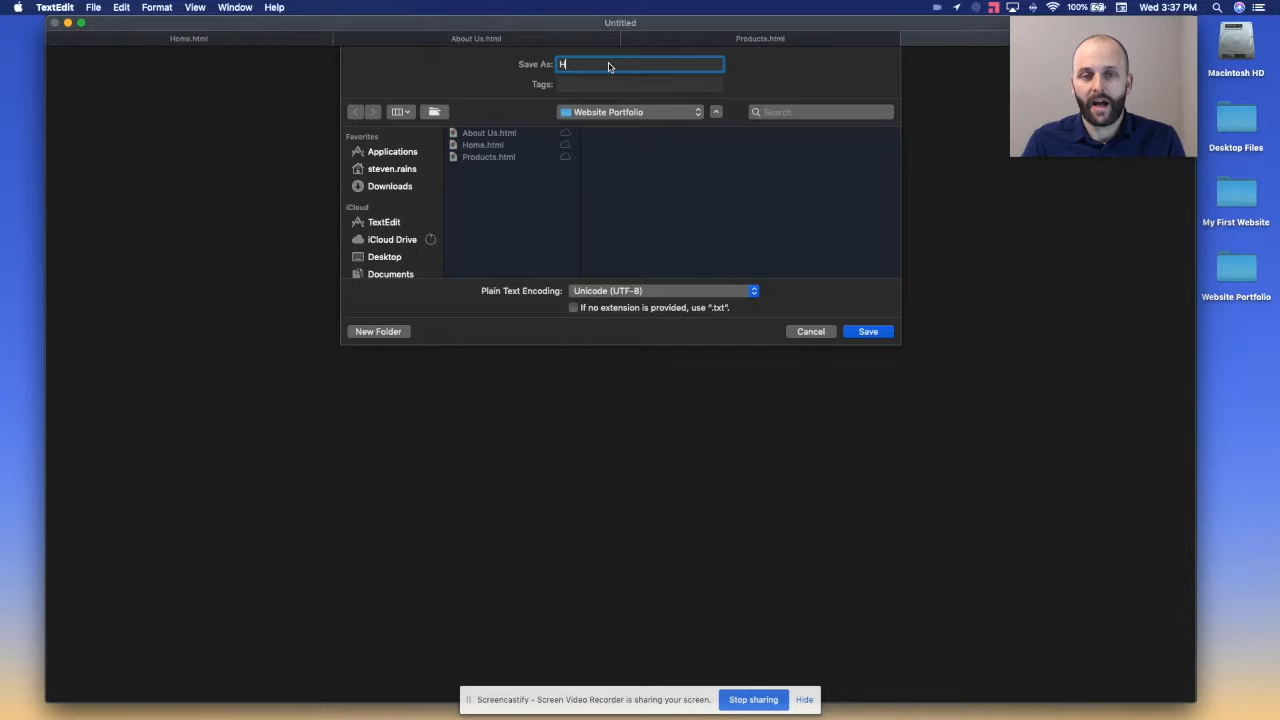 TextEdit File Edit Format View Window Help 100% Wed 3:37 PM
Untitled
Home.html About Us.html Products.html
Save As: H
Tags:
Website Portfolio Search
Favorites
Applications
steven.rains
Downloads
iCloud
TextEdit
iCloud Drive
Desktop
Documents
About Us.html
Home.html
Products.html
Plain Text Encoding: Unicode (UTF-8)
If no extension is provided, use “.txt”.
New Folder Cancel Save
Macintosh HD
Desktop Files
My First Website
Website Portfolio
Screencastify - Screen Video Recorder is sharing your screen. Stop sharing Hide